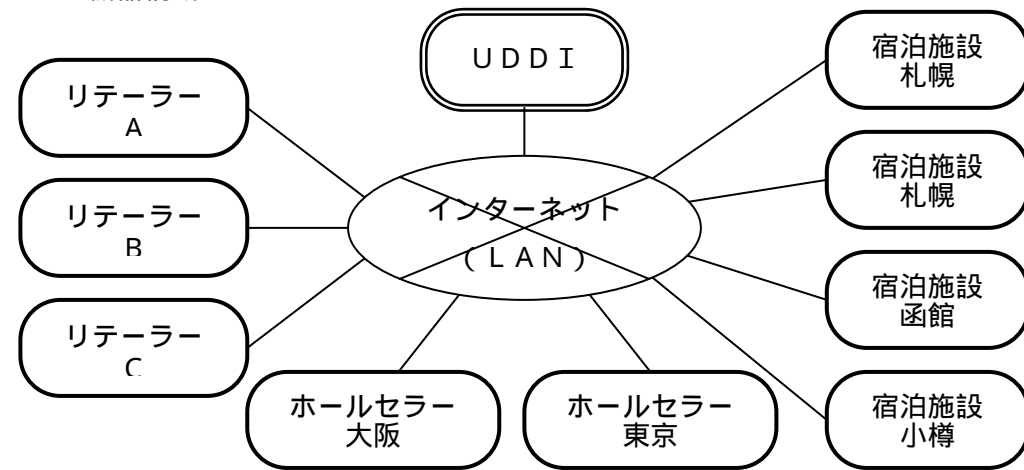 UDDI
リテーラー
A
リテーラー
B
リテーラー
C
インターネット
(LAN)
ホールセラー
大阪
ホールセラー
東京
宿泊施設
札幌
宿泊施設
札幌
宿泊施設
函館
宿泊施設
小樽